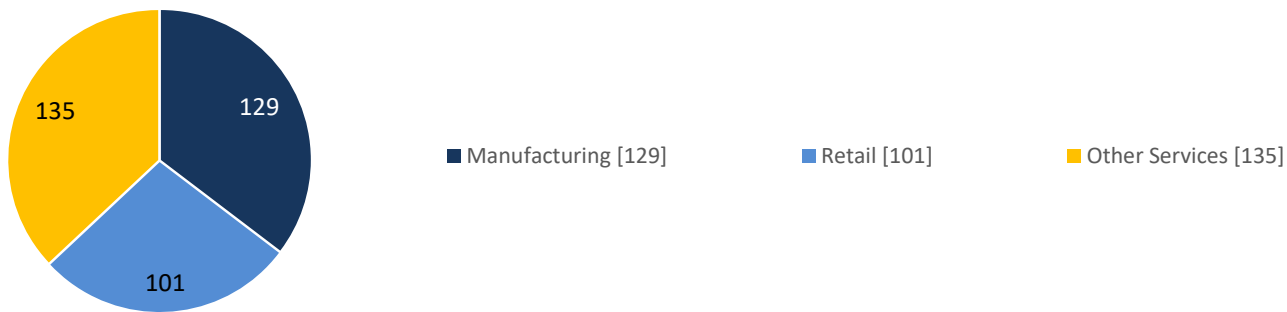 135
129
101
Manufacturing [129]
Retail [101]
Other Services [135]